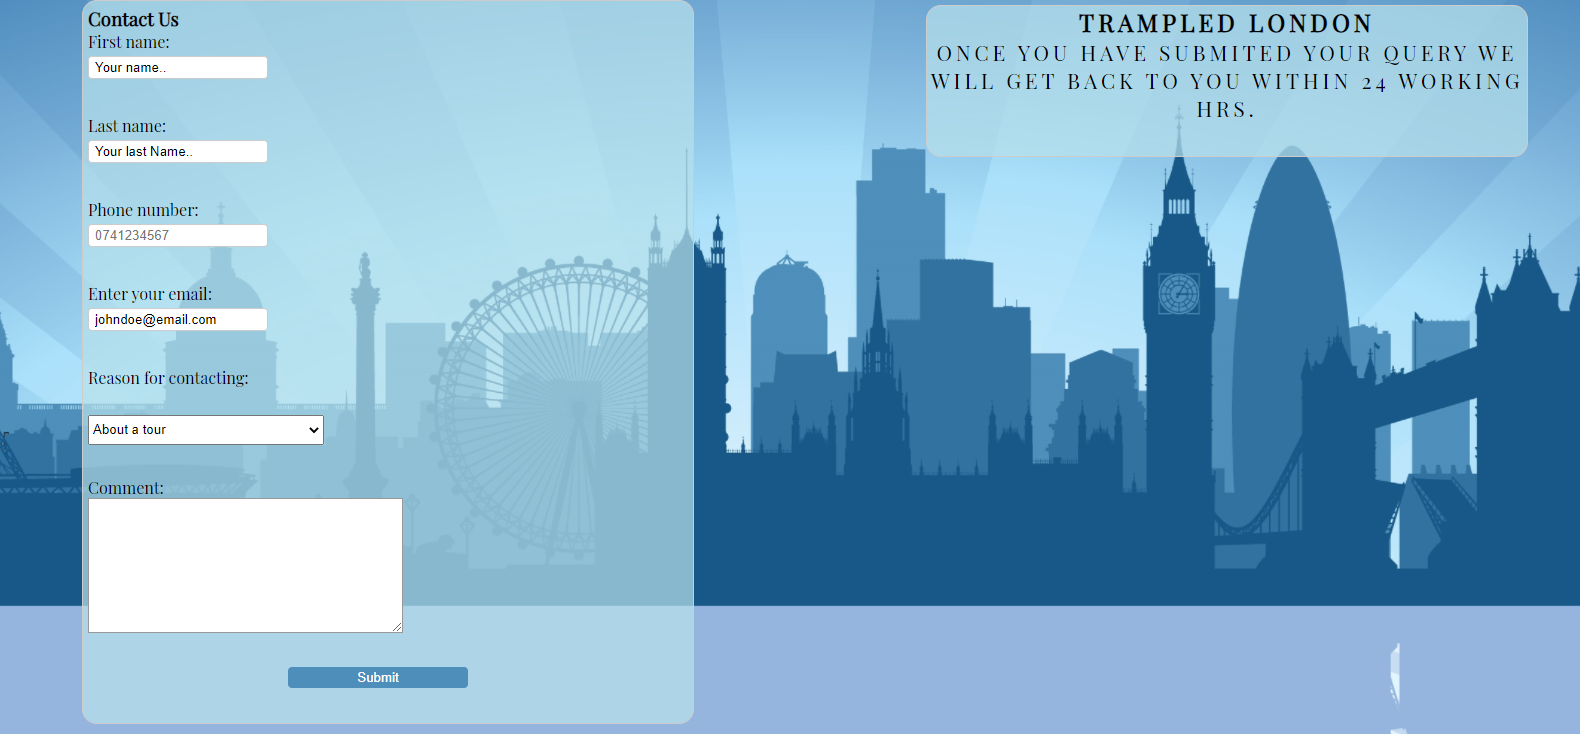 Contact Us
First name:
Your name..
Last name:
Your last Name..
Phone number:
0741234567
Enter your email:
johndoe@email.com
Reason for contacting:
About a tour
Comment:
Submit
TRAMPLED LONDON
ONCE YOU HAVE SUBMITED YOUR QUERY WE
WILL GET BACK TO YOU WITHIN 24 WORKING
HRS.